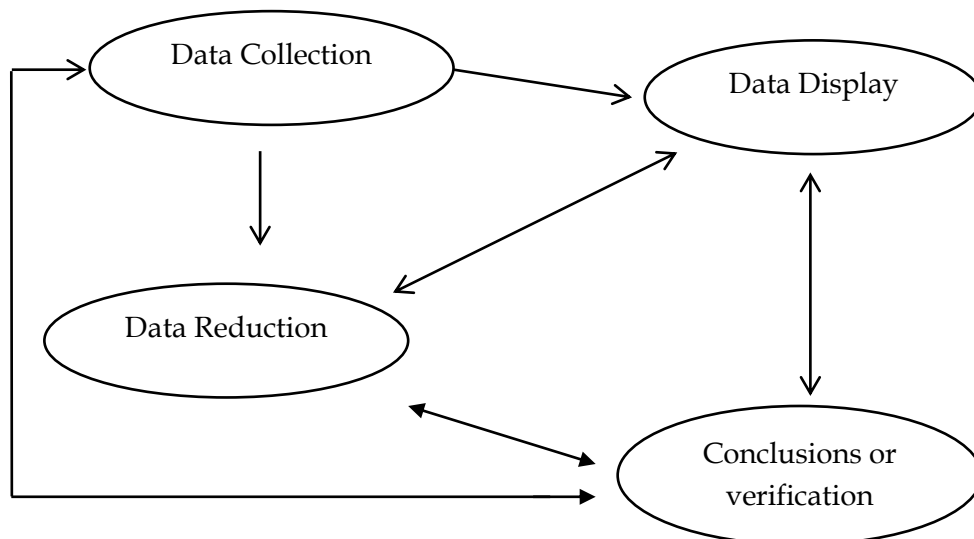 Data Collection
Data Display
Data Reduction
Conclusions or
verification